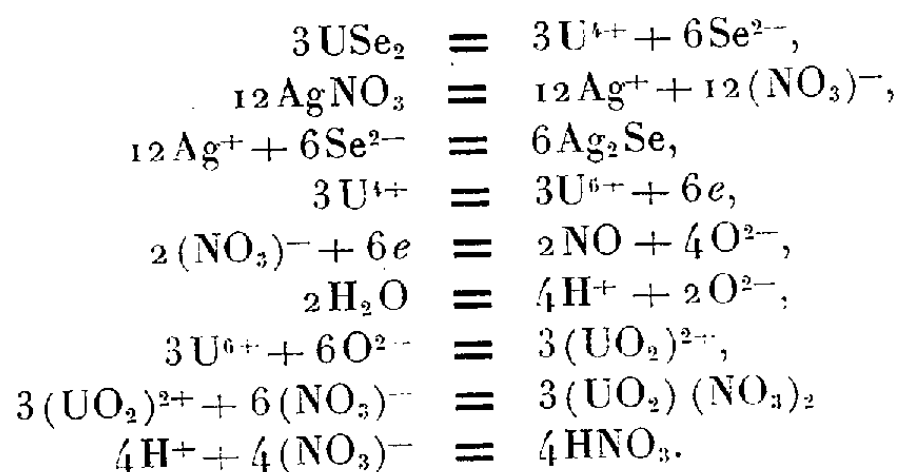 3 USe₂ = 3 U⁴⁺ + 6 Se²⁻,
12 AgNO₃ = 12 Ag⁺ + 12 (NO₃)⁻,
12 Ag⁺ + 6 Se²⁻ = 6 Ag₂Se,
3 U⁴⁺ = 3 U⁶⁺ + 6 e,
2 (NO₃)⁻ + 6 e = 2 NO + 4 O²⁻,
2 H₂O = 4 H⁺ + 2 O²⁻,
3 U⁶⁺ + 6 O²⁻ = 3 (UO₂)²⁺,
3 (UO₂)²⁺ + 6 (NO₃)⁻ = 3 (UO₂) (NO₃)₂
4 H⁺ + 4 (NO₃)⁻ = 4 HNO₃.